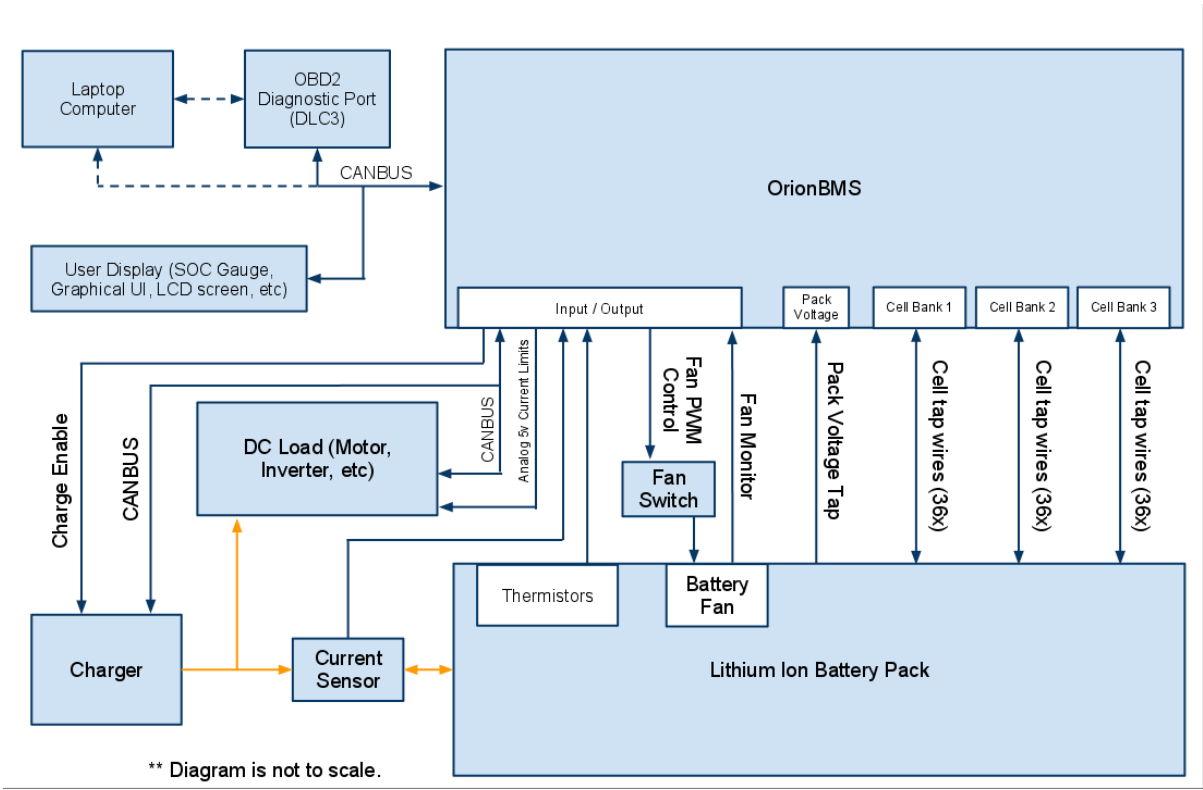 Laptop
Computer
OBD2
Diagnostic Port
(DLC3)
CANBUS
OrionBMS
User Display (SOC Gauge,
Graphical UI, LCD screen, etc)
Input / Output
Pack
Voltage
Cell Bank 1
Cell Bank 2
Cell Bank 3
Charge Enable
CANBUS
DC Load (Motor,
Inverter, etc)
CANBUS
Analog 5v Current Limits
Fan PWM
Control
Fan Monitor
Pack Voltage Tap
Cell tap wires (36x)
Cell tap wires (36x)
Cell tap wires (36x)
Fan
Switch
Thermistors
Battery
Fan
Charger
Current
Sensor
Lithium Ion Battery Pack
** Diagram is not to scale.